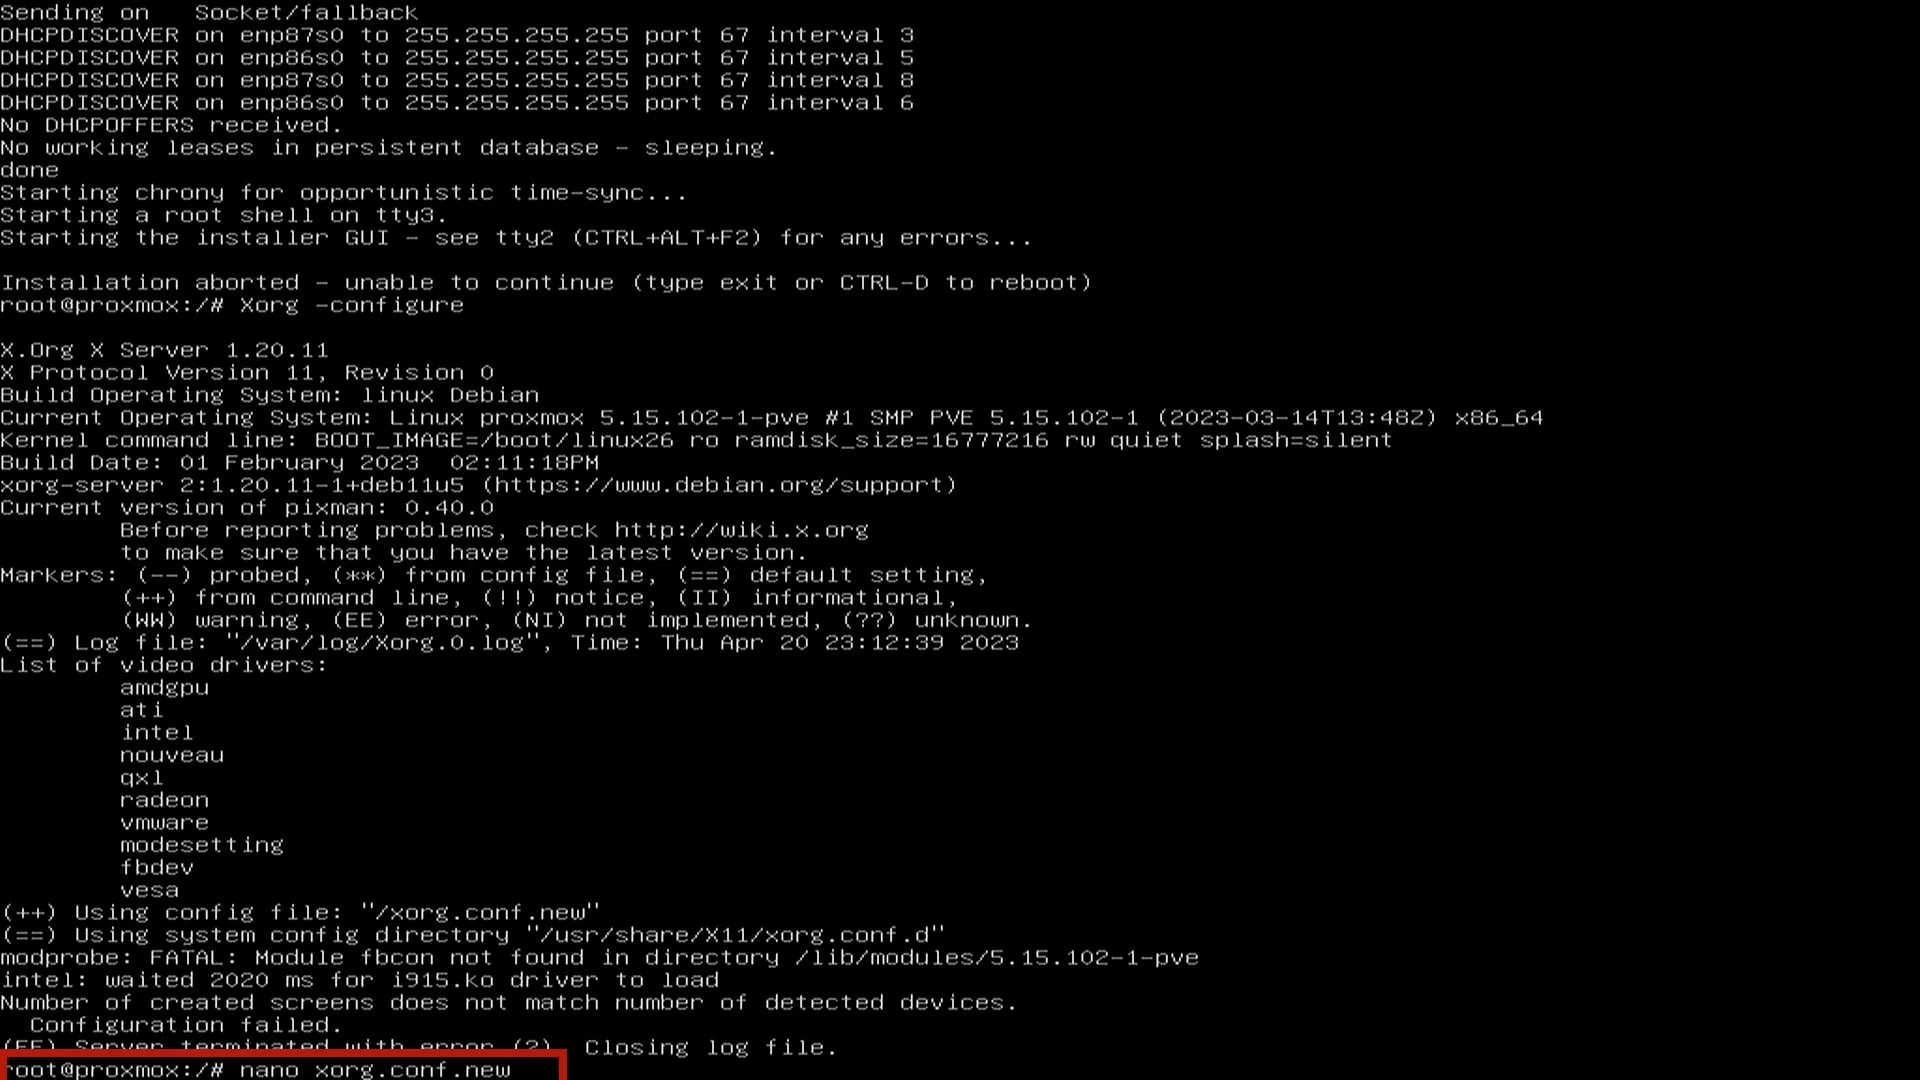 Sending on   Socket/fallback
DHCPDISCOVER on enp87s0 to 255.255.255.255 port 67 interval 3
DHCPDISCOVER on enp86s0 to 255.255.255.255 port 67 interval 5
DHCPDISCOVER on enp87s0 to 255.255.255.255 port 67 interval 8
DHCPDISCOVER on enp86s0 to 255.255.255.255 port 67 interval 6
No DHCPOFFERS received.
No working leases in persistent database - sleeping.
done
Starting chrony for opportunistic time-sync...
Starting a root shell on tty3.
Starting the installer GUI - see tty2 (CTRL+ALT+F2) for any errors...
Installation aborted - unable to continue (type exit or CTRL-D to reboot)
root@proxmox:/# Xorg -configure
X.Org X Server 1.20.11
X Protocol Version 11, Revision 0
Build Operating System: linux Debian
Current Operating System: Linux proxmox 5.15.102-1-pve #1 SMP PVE 5.15.102-1 (2023-03-14T13:48Z) x86_64
Kernel command line: BOOT_IMAGE=/boot/linux26 ro ramdisk_size=16777216 rw quiet splash=silent
Build Date: 01 February 2023  02:11:18PM
xorg-server 2:1.20.11-1+deb11u5 (https://www.debian.org/support)
Current version of pixman: 0.40.0
        Before reporting problems, check http://wiki.x.org
        to make sure that you have the latest version.
Markers: (--) probed, (**) from config file, (==) default setting,
        (++) from command line, (!!) notice, (II) informational,
        (WW) warning, (EE) error, (NI) not implemented, (??) unknown.
(==) Log file: "/var/log/Xorg.0.log", Time: Thu Apr 20 23:12:39 2023
List of video drivers:
        amdgpu
        ati
        intel
        nouveau
        qxl
        radeon
        vmware
        modesetting
        fbdev
        vesa
(++) Using config file: "/xorg.conf.new"
(==) Using system config directory "/usr/share/X11/xorg.conf.d"
modprobe: FATAL: Module fbcon not found in directory /lib/modules/5.15.102-1-pve
intel: waited 2020 ms for i915.ko driver to load
Number of created screens does not match number of detected devices.
  Configuration failed.
(EE) Server terminated with error (2). Closing log file.
root@proxmox:/# nano xorg.conf.new